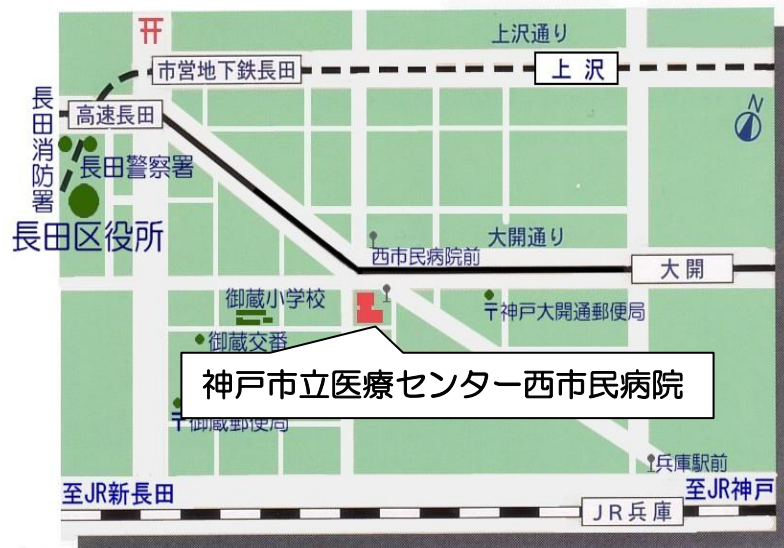 上沢通り
市営地下鉄長田
上沢
N
長田消防署
高速長田
長田警察署
長田区役所
大開通り
西市民病院前
大開
御蔵小学校
〒神戸大開通郵便局
御蔵交番
神戸市立医療センター西市民病院
〒御蔵郵便局
兵庫駅前
至JR新長田
至JR神戸
JR兵庫